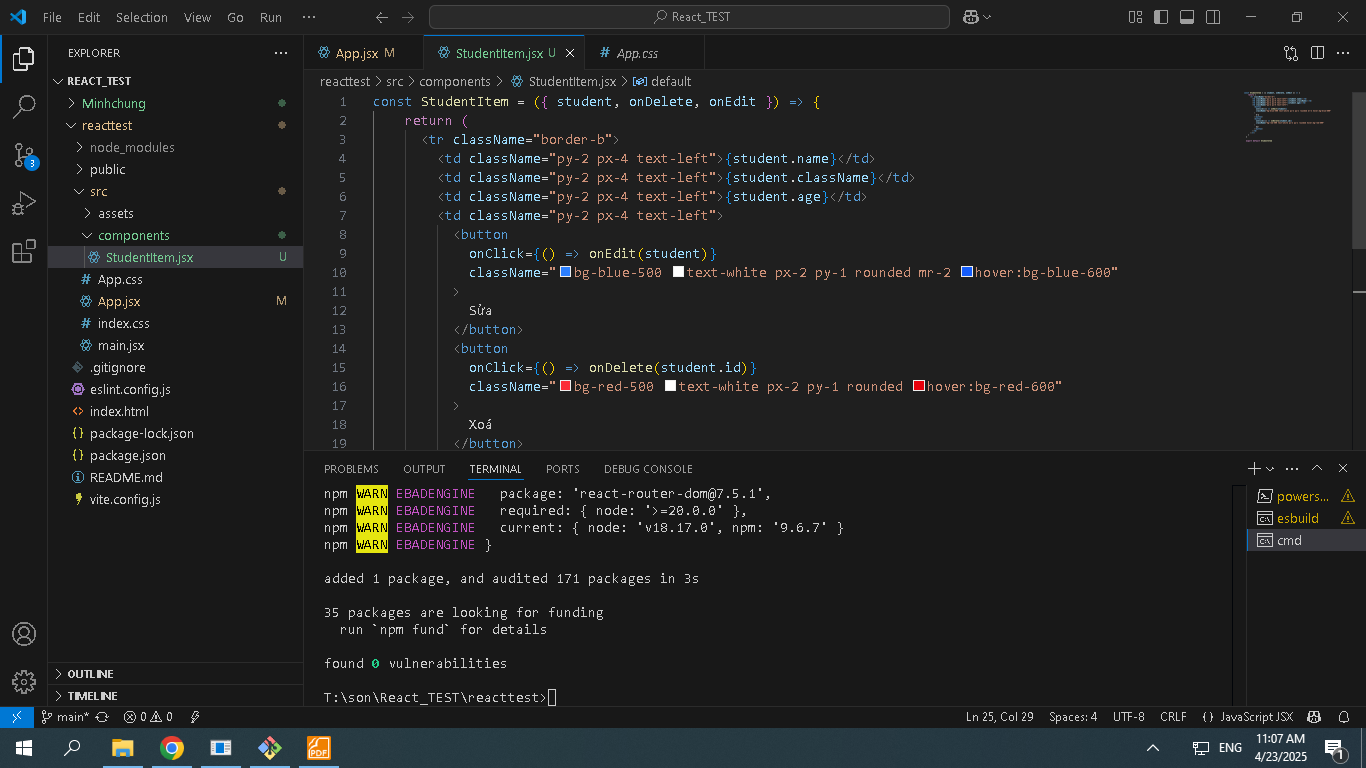 File Edit Selection View Go Run ···
React_TEST
EXPLORER
REACT_TEST
Minhchung
reacttest
node_modules
public
src
assets
components
StudentItem.jsx U
App.css
App.jsx M
index.css
main.jsx
.gitignore
eslint.config.js
index.html
package-lock.json
package.json
README.md
vite.config.js
OUTLINE
TIMELINE
3
App.jsx M
StudentItem.jsx U
App.css
reacttest > src > components > StudentItem.jsx > default
1 const StudentItem = ({ student, onDelete, onEdit }) => {
2 return (
3 <tr className="border-b">
4 <td className="py-2 px-4 text-left">{student.name}</td>
5 <td className="py-2 px-4 text-left">{student.className}</td>
6 <td className="py-2 px-4 text-left">{student.age}</td>
7 <td className="py-2 px-4 text-left">
8 <button
9 onClick={() => onEdit(student)}
10 className="bg-blue-500 text-white px-2 py-1 rounded mr-2 hover:bg-blue-600"
11 >
12 Sửa
13 </button>
14 <button
15 onClick={() => onDelete(student.id)}
16 className="bg-red-500 text-white px-2 py-1 rounded hover:bg-red-600"
17 >
18 Xoá
19 </button>
PROBLEMS OUTPUT TERMINAL PORTS DEBUG CONSOLE
npm WARN EBADENGINE package: 'react-router-dom@7.5.1',
npm WARN EBADENGINE required: { node: '>=20.0.0' },
npm WARN EBADENGINE current: { node: 'v18.17.0', npm: '9.6.7' }
npm WARN EBADENGINE }
added 1 package, and audited 171 packages in 3s
35 packages are looking for funding
run `npm fund` for details
found 0 vulnerabilities
T:\son\React_TEST\reacttest>
powers...
esbuild
cmd
main* 0 0
Ln 25, Col 29 Spaces: 4 UTF-8 CRLF {} JavaScript JSX
PDF
ENG
11:07 AM
4/23/2025
1